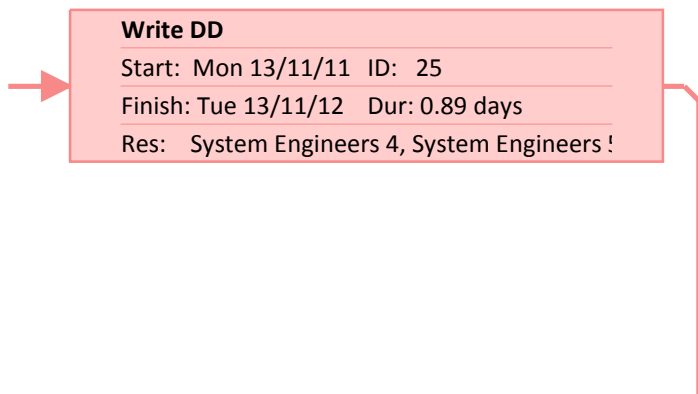 Write DD
Start: Mon 13/11/11 ID: 25
Finish: Tue 13/11/12 Dur: 0.89 days
Res: System Engineers 4, System Engineers